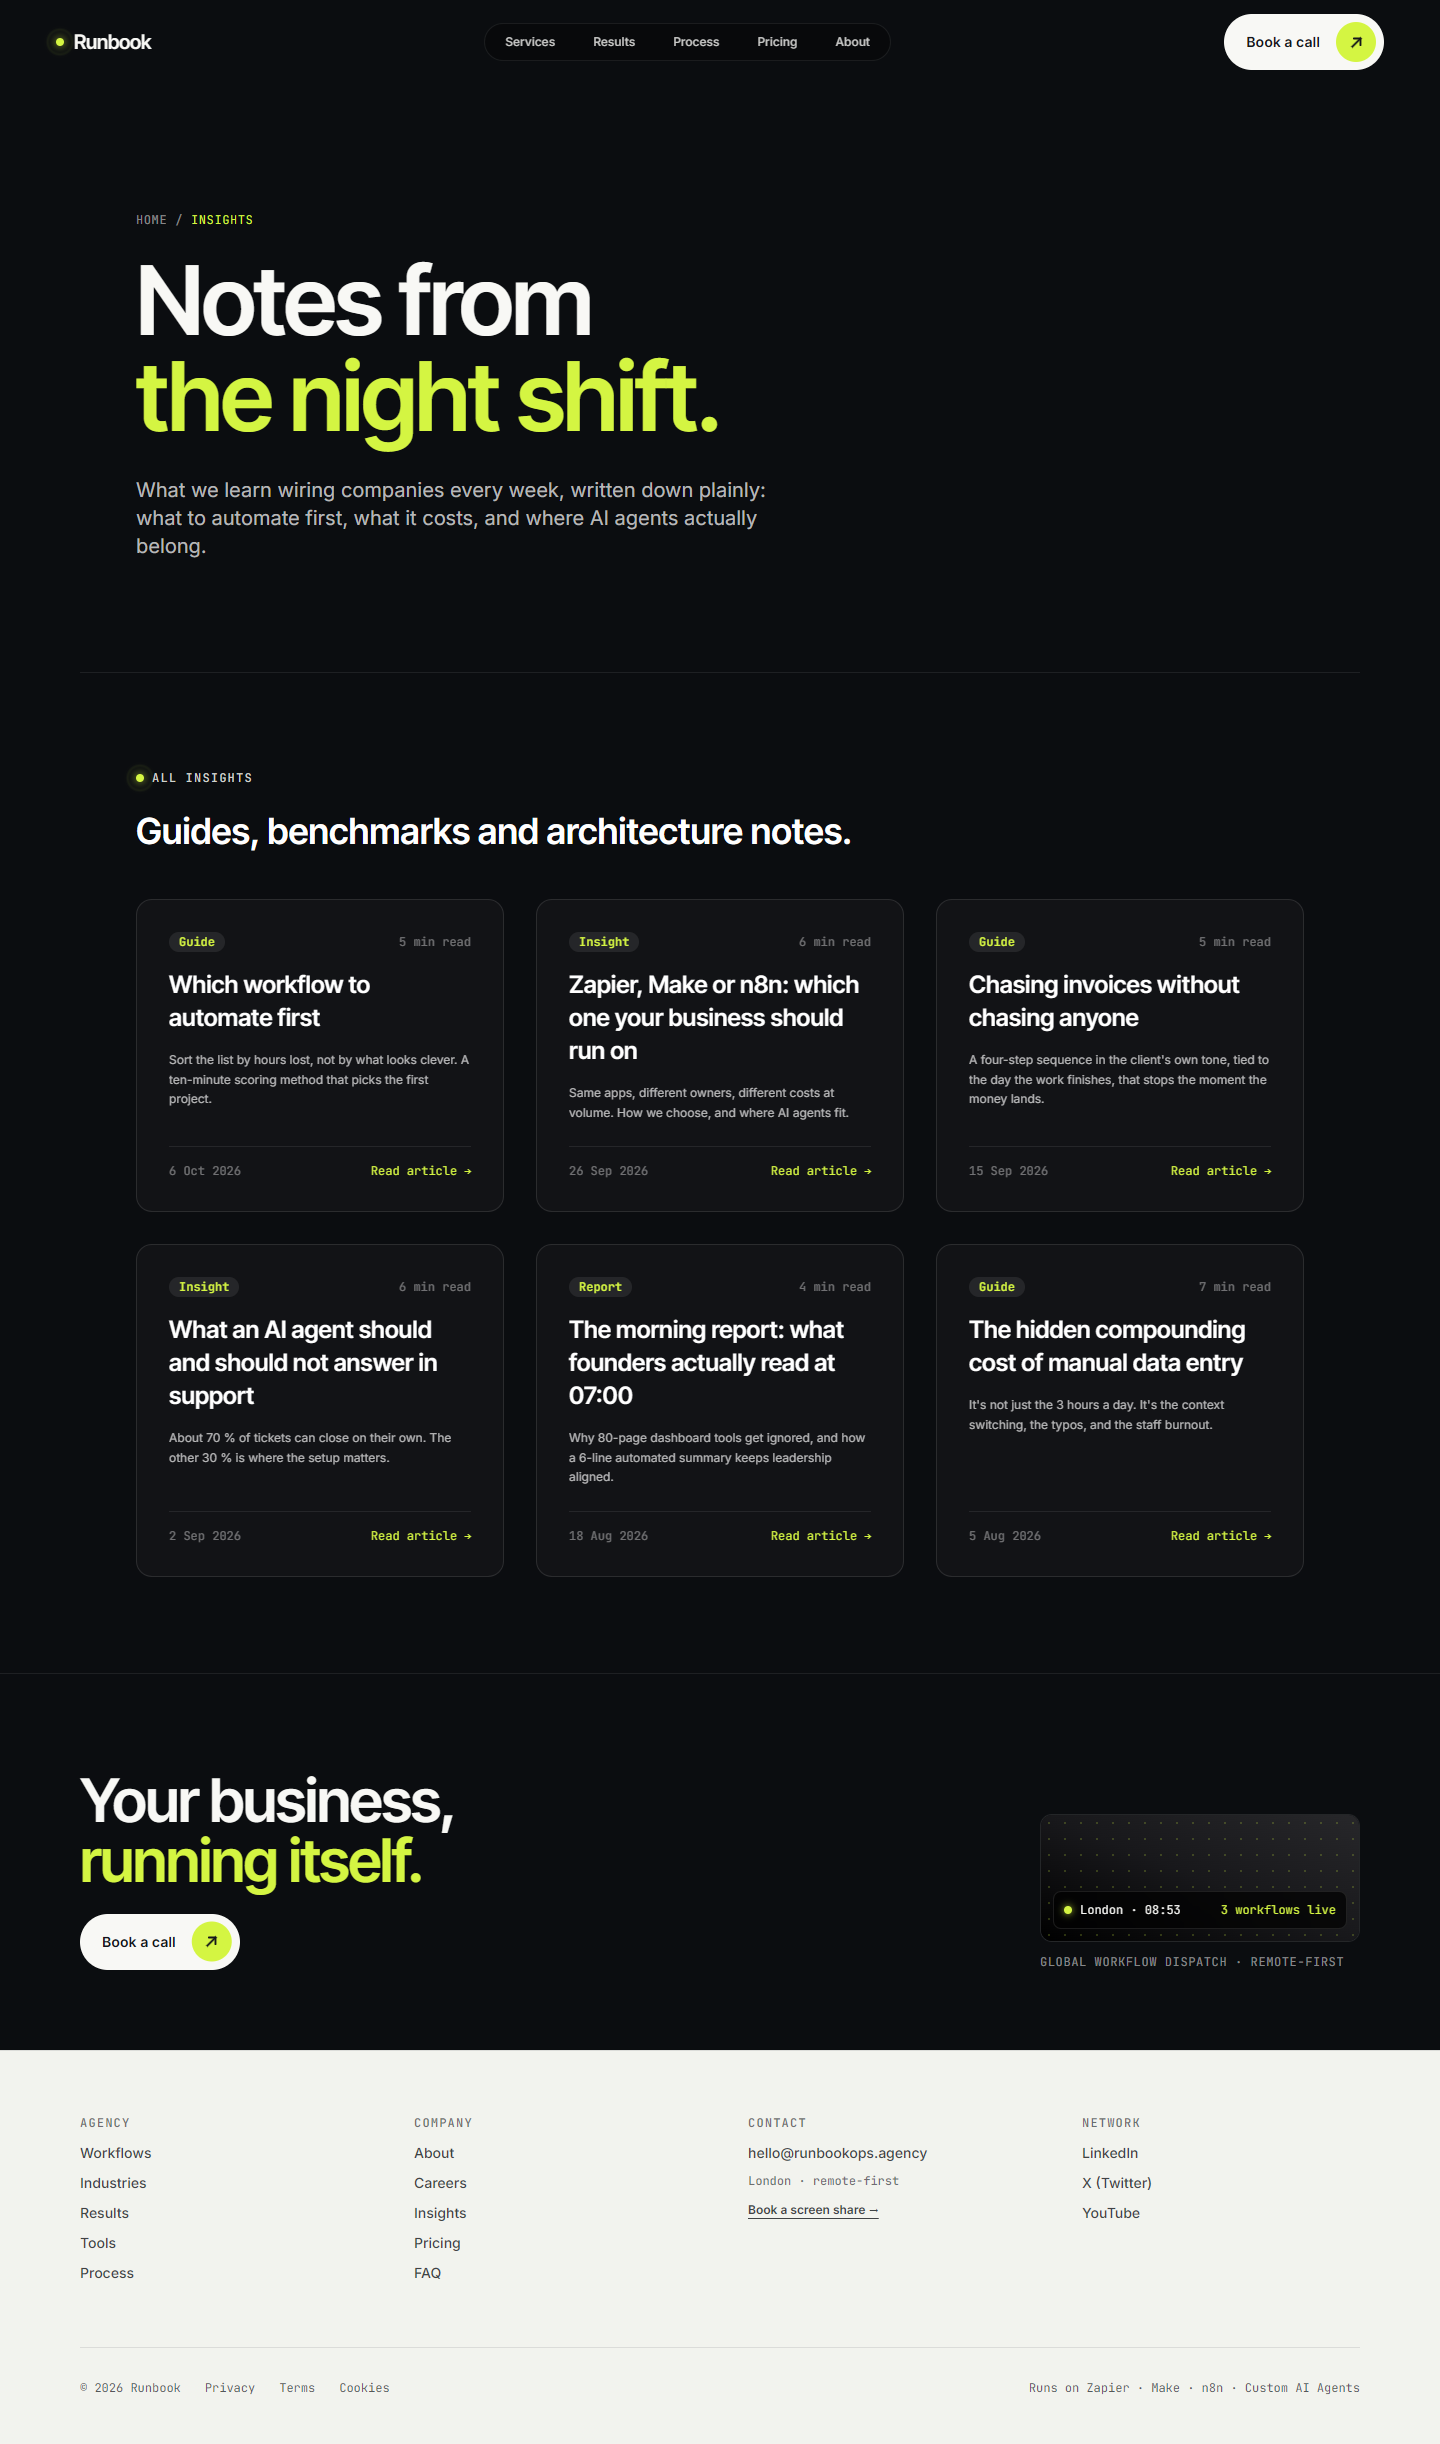 Runbook
Services Results Process Pricing About
Book a call
HOME / INSIGHTS
Notes from
the night shift.
What we learn wiring companies every week, written down plainly:
what to automate first, what it costs, and where AI agents actually
belong.
ALL INSIGHTS
Guides, benchmarks and architecture notes.
Guide 5 min read
Which workflow to
automate first
Sort the list by hours lost, not by what looks clever. A
ten-minute scoring method that picks the first
project.
6 Oct 2026 Read article →
Insight 6 min read
Zapier, Make or n8n: which
one your business should
run on
Same apps, different owners, different costs at
volume. How we choose, and where AI agents fit.
26 Sep 2026 Read article →
Guide 5 min read
Chasing invoices without
chasing anyone
A four-step sequence in the client's own tone, tied to
the day the work finishes, that stops the moment the
money lands.
15 Sep 2026 Read article →
Insight 6 min read
What an AI agent should
and should not answer in
support
About 70 % of tickets can close on their own. The
other 30 % is where the setup matters.
2 Sep 2026 Read article →
Report 4 min read
The morning report: what
founders actually read at
07:00
Why 80-page dashboard tools get ignored, and how
a 6-line automated summary keeps leadership
aligned.
18 Aug 2026 Read article →
Guide 7 min read
The hidden compounding
cost of manual data entry
It's not just the 3 hours a day. It's the context
switching, the typos, and the staff burnout.
5 Aug 2026 Read article →
Your business,
running itself.
Book a call
London · 08:53 3 workflows live
GLOBAL WORKFLOW DISPATCH · REMOTE-FIRST
AGENCY
Workflows
Industries
Results
Tools
Process
COMPANY
About
Careers
Insights
Pricing
FAQ
CONTACT
hello@runbookops.agency
London · remote-first
Book a screen share →
NETWORK
LinkedIn
X (Twitter)
YouTube
© 2026 Runbook Privacy Terms Cookies
Runs on Zapier · Make · n8n · Custom AI Agents